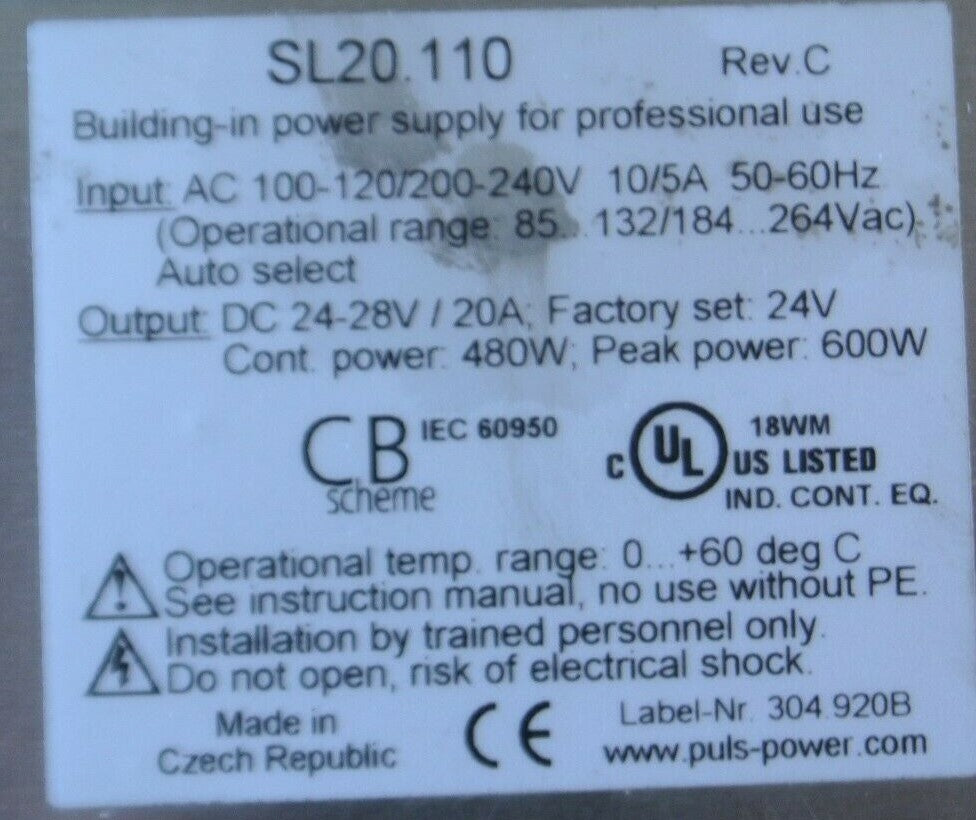 SL20.110 Rev.C
Building-in power supply for professional use
Input: AC 100-120/200-240V 10/5A 50-60Hz
(Operational range: 85...132/184...264Vac)
Auto select
Output: DC 24-28V / 20A; Factory set: 24V
Cont. power: 480W; Peak power: 600W
CB scheme IEC 60950
c UL US LISTED 18WM
IND. CONT. EQ.
Operational temp. range: 0...+60 deg C
See instruction manual, no use without PE.
Installation by trained personnel only.
Do not open, risk of electrical shock.
Made in
Czech Republic
CE
Label-Nr. 304.920B
www.puls-power.com